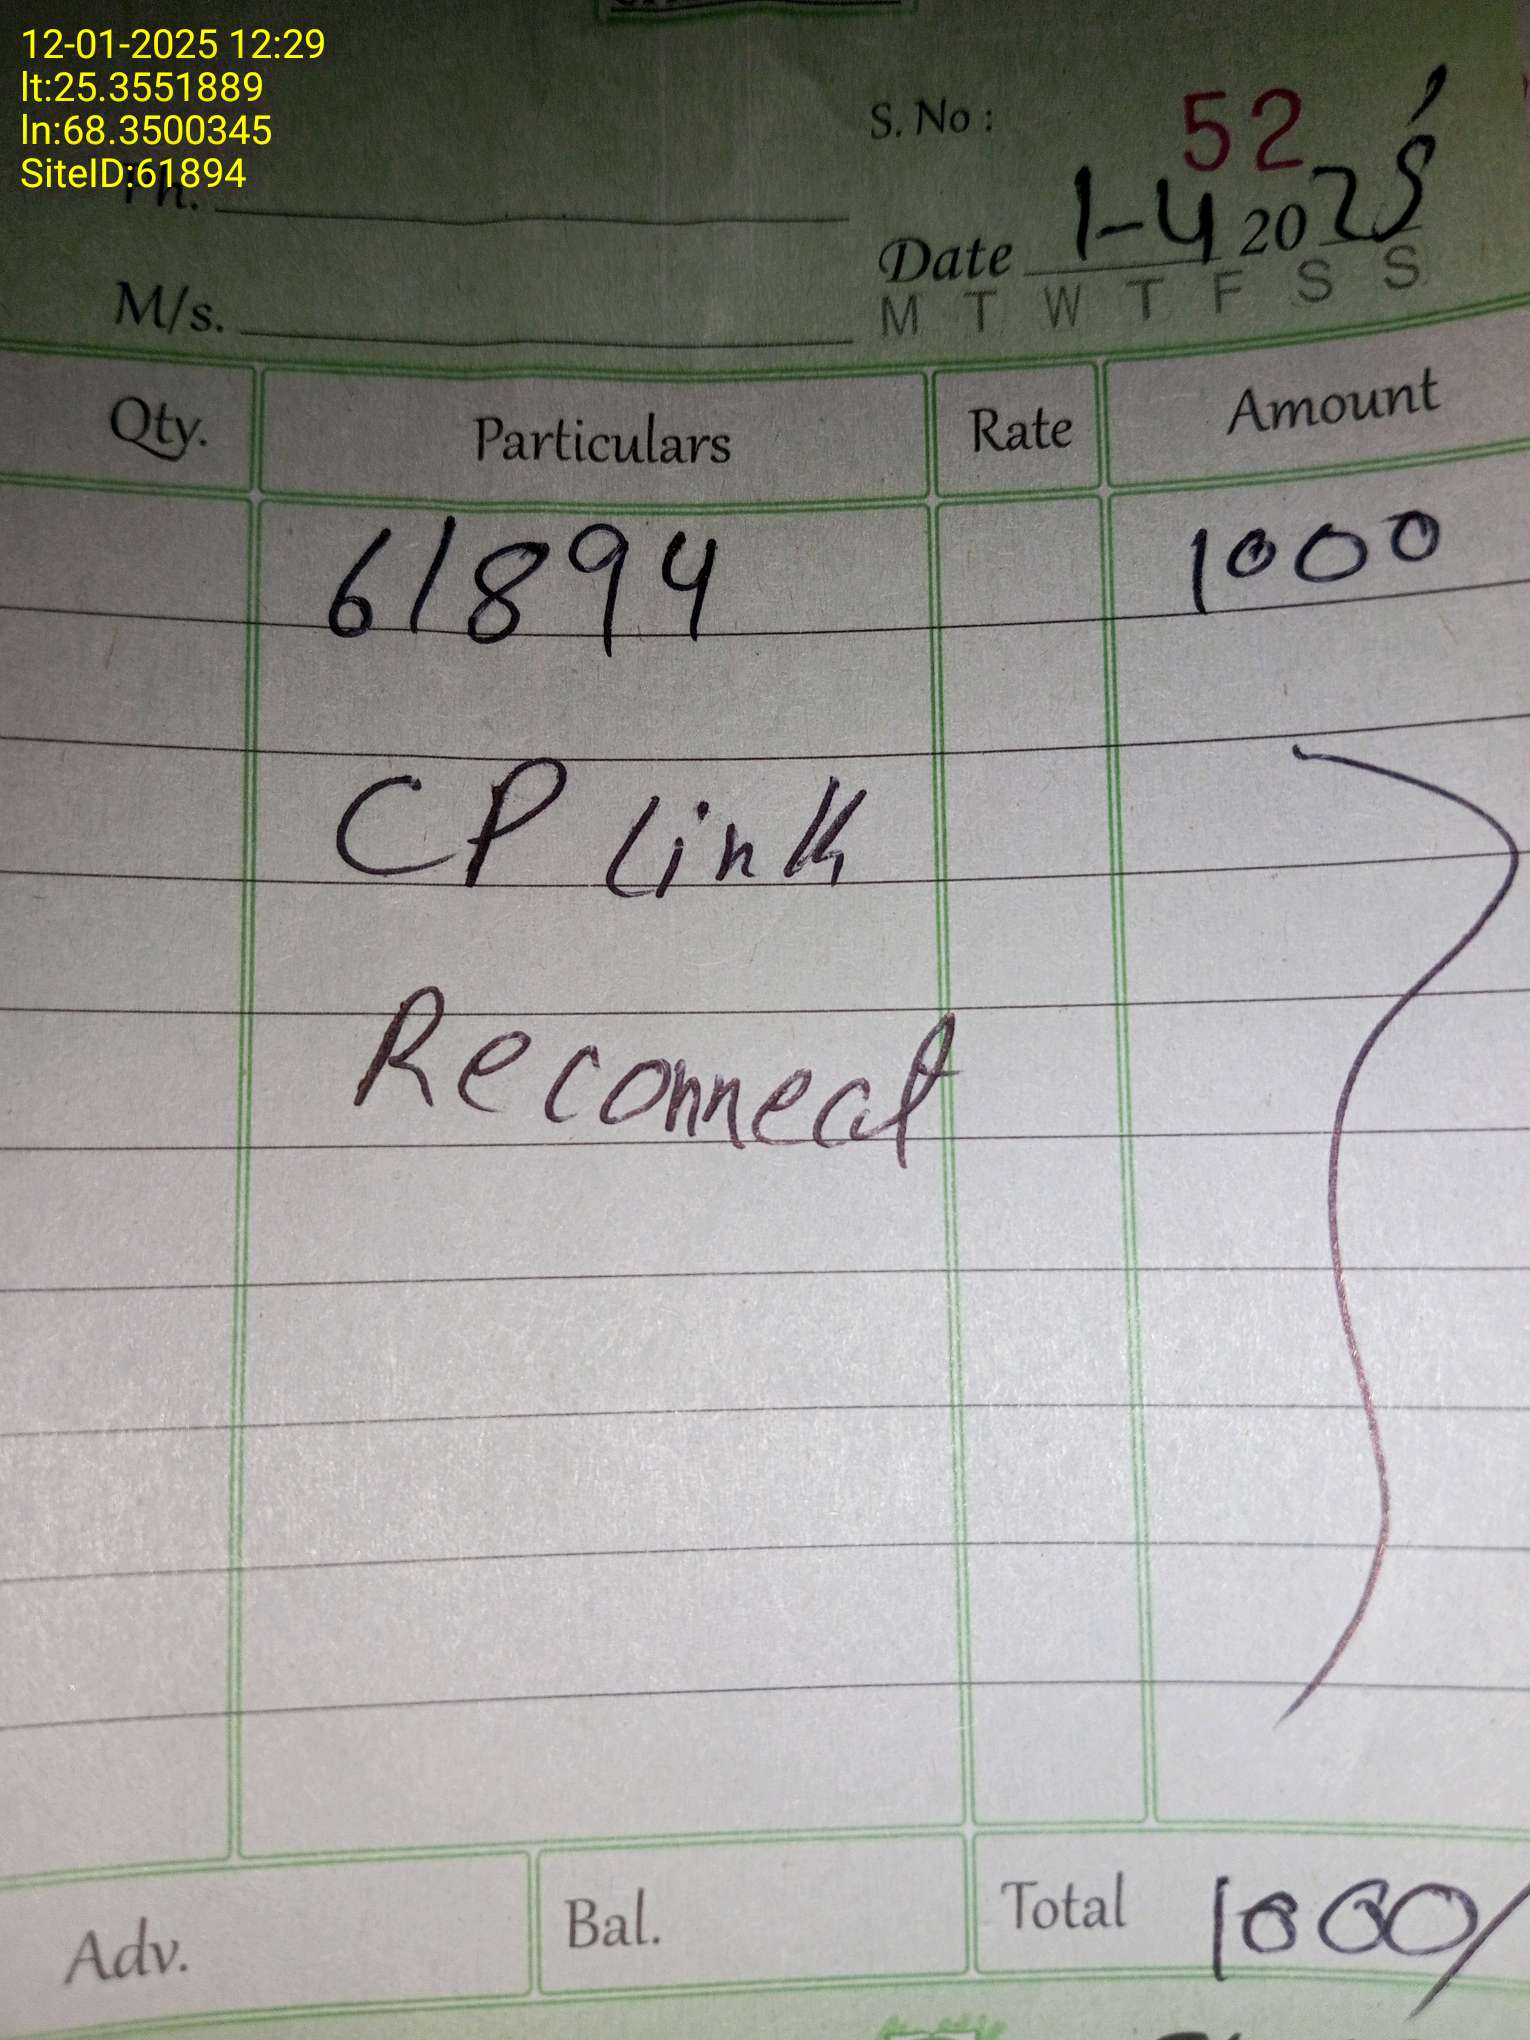 12-01-2025 12:29
lt:25.3551889
ln:68.3500345
SiteID:61894
S. No : 52
Ph.
Date 1-4 2025
M T W T F S S
M/s.
Qty. Particulars Rate Amount
61894 1000
CP Link
Reconnect
Adv. Bal. Total 1000/